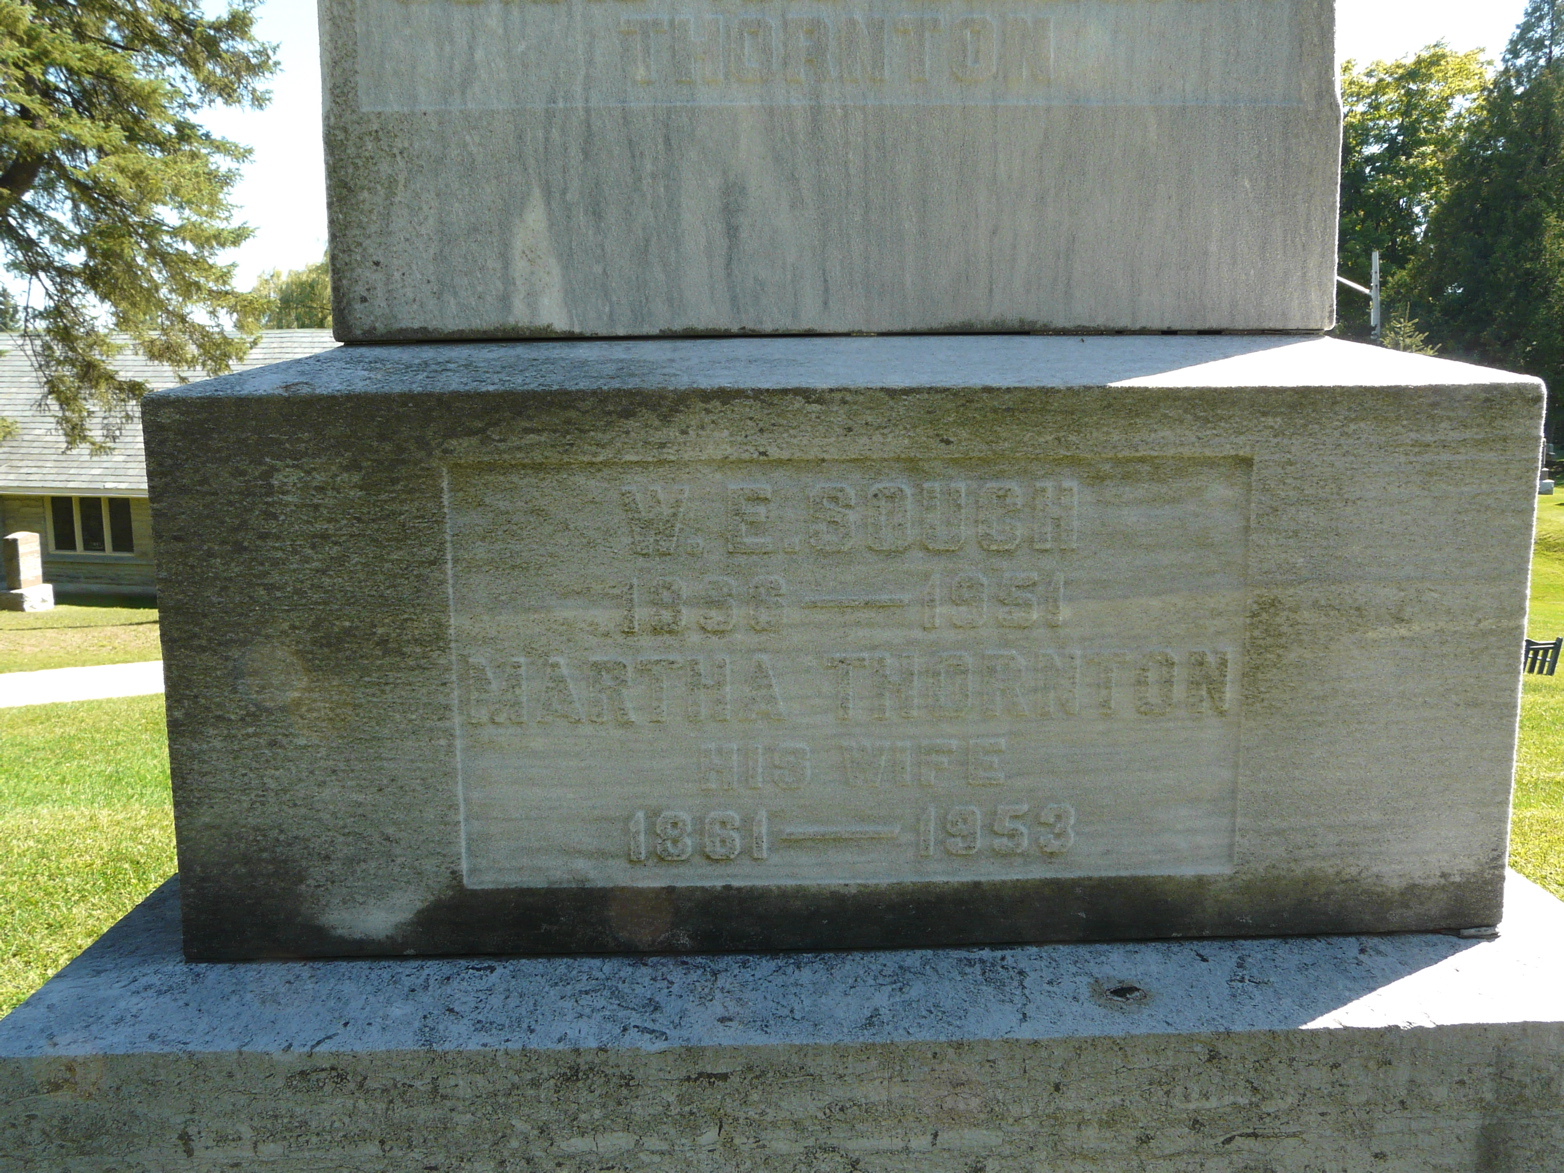 THORNTON
W. E. SOUCH
— 1951
MARTHA THORNTON
HIS WIFE
1861 — 1953